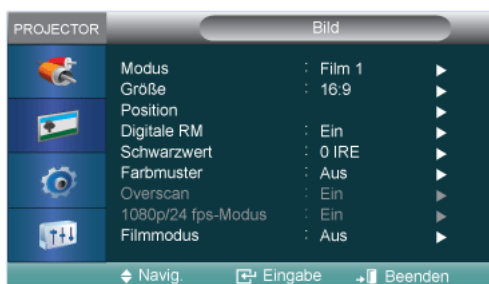 PROJECTOR Bild
Modus : Film 1
Größe : 16:9
Position
Digitale RM : Ein
Schwarzwert : 0 IRE
Farbmuster : Aus
Overscan : Ein
1080p/24 fps-Modus : Ein
Filmmodus : Aus
Navig. Eingabe Beenden